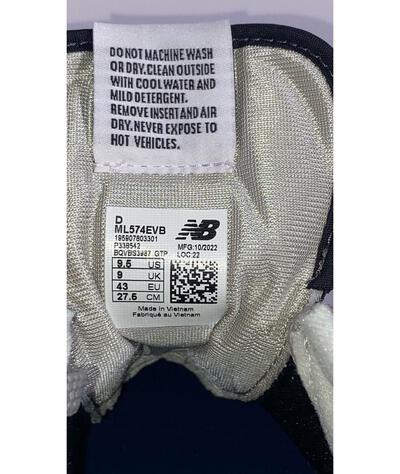 DO NOT MACHINE WASH
OR DRY. CLEAN OUTSIDE
WITH COOL WATER AND
MILD DETERGENT.
REMOVE INSERT AND AIR
DRY. NEVER EXPOSE TO
HOT VEHICLES.
D
ML574EVB
195907803301
P338542
BQVBS3987 GTP
NB
MFG:10/2022
LOC:22
9.5 US
9 UK
43 EU
27.5 CM
Made in Vietnam
Fabriqué au Vietnam